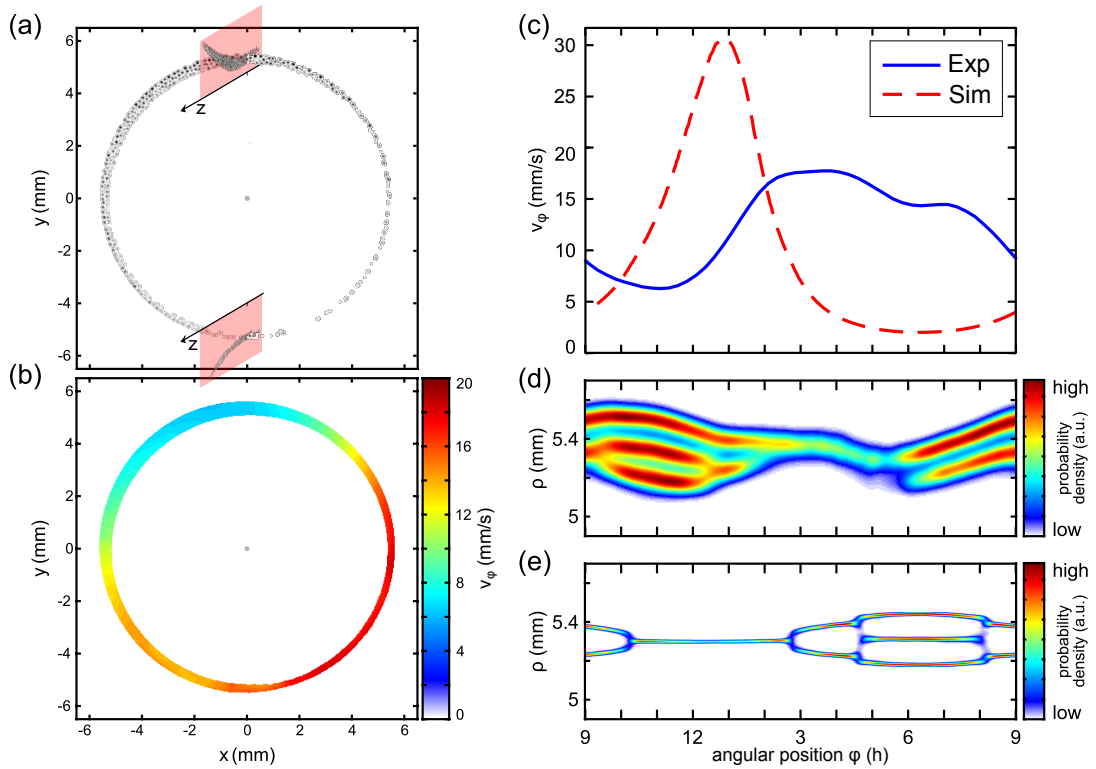 (a)
6
4
2
0
-2
-4
-6
y (mm)
z
z
(b)
6
4
2
0
-2
-4
-6
y (mm)
-6 -4 -2 0 2 4 6
x (mm)
20
16
12
8
4
0
vφ (mm/s)
(c)
30
25
20
15
10
5
0
vφ (mm/s)
Exp
Sim
(d)
5.4
5
ρ (mm)
high
low
probability
density (a.u.)
(e)
5.4
5
ρ (mm)
high
low
probability
density (a.u.)
9 12 3 6 9
angular position φ (h)